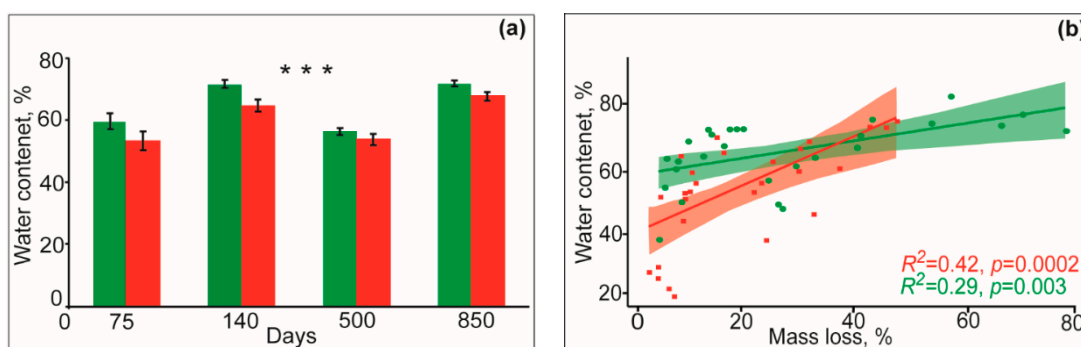 (a)
Water contenet, %
80
60
40
20
0
* * *
0
75
140
500
850
Days
(b)
Water contenet, %
80
60
40
20
R²=0.42, p=0.0002
R²=0.29, p=0.003
0
20
40
60
80
Mass loss, %